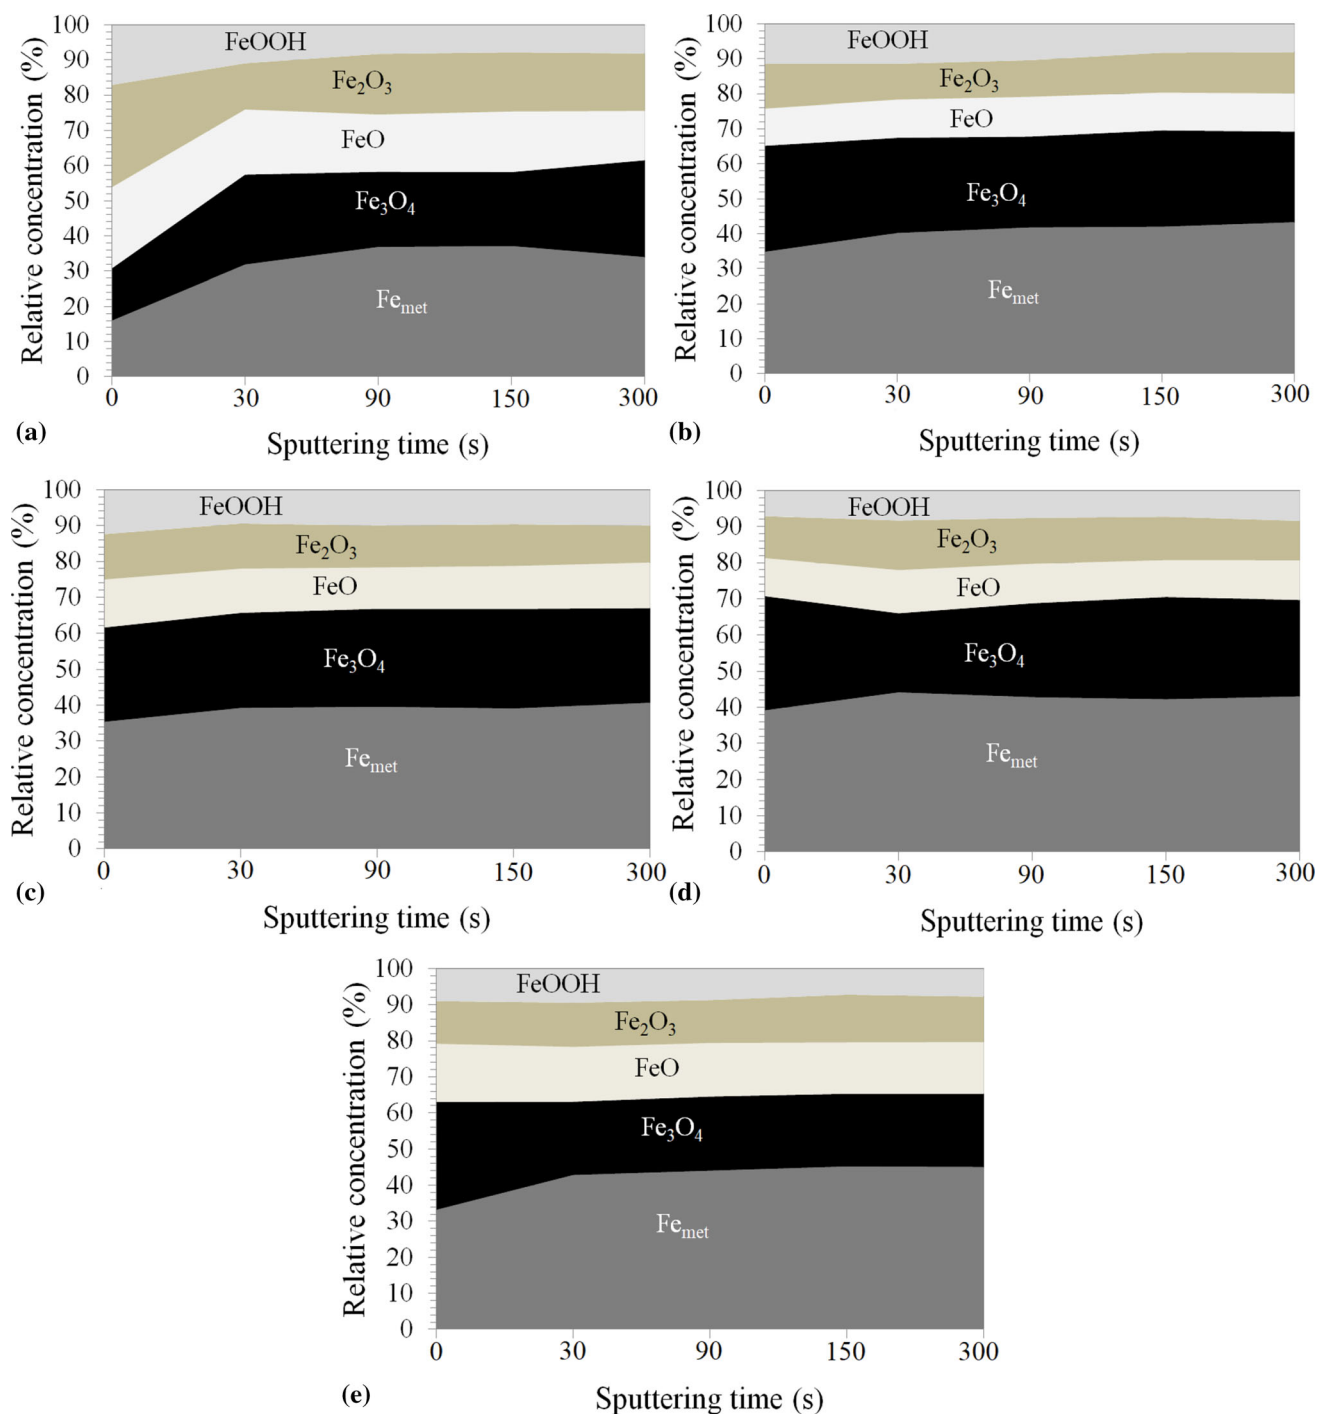 Relative concentration (%)
100
90
80
70
60
50
40
30
20
10
0
FeOOH
Fe₂O₃
FeO
Fe₃O₄
Feₘₑₜ
0 30 90 150 300
(a) Sputtering time (s)
Relative concentration (%)
100
90
80
70
60
50
40
30
20
10
0
FeOOH
Fe₂O₃
FeO
Fe₃O₄
Feₘₑₜ
0 30 90 150 300
(b) Sputtering time (s)
Relative concentration (%)
100
90
80
70
60
50
40
30
20
10
0
FeOOH
Fe₂O₃
FeO
Fe₃O₄
Feₘₑₜ
0 30 90 150 300
(c) Sputtering time (s)
Relative concentration (%)
100
90
80
70
60
50
40
30
20
10
0
FeOOH
Fe₂O₃
FeO
Fe₃O₄
Feₘₑₜ
0 30 90 150 300
(d) Sputtering time (s)
Relative concentration (%)
100
90
80
70
60
50
40
30
20
10
0
FeOOH
Fe₂O₃
FeO
Fe₃O₄
Feₘₑₜ
0 30 90 150 300
(e) Sputtering time (s)